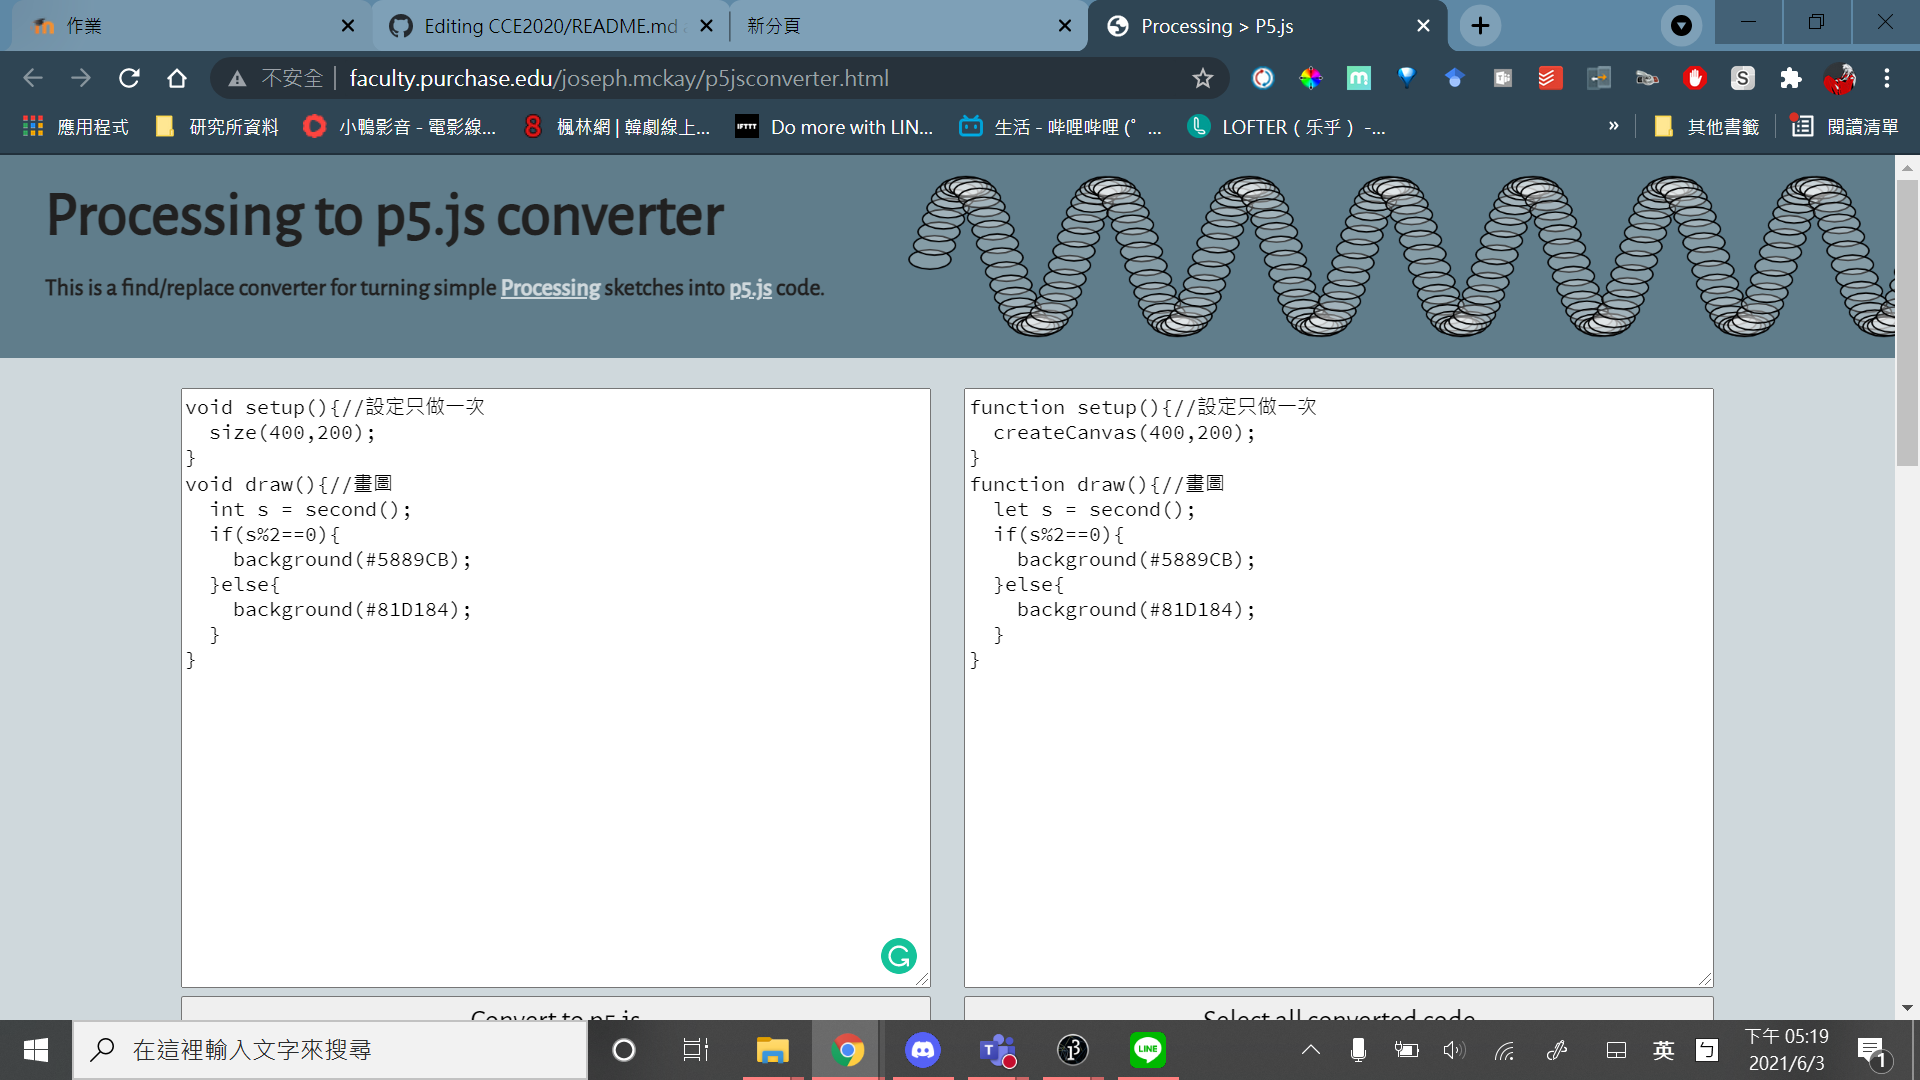 作業
Editing CCE2020/README.md
新分頁
Processing > P5.js
不安全 | faculty.purchase.edu/joseph.mckay/p5jsconverter.html
應用程式
研究所資料
小鴨影音 - 電影線...
楓林網 | 韓劇線上...
IFTTT
Do more with LIN...
生活 - 哔哩哔哩 (゜...
LOFTER（乐乎） -...
»
其他書籤
閱讀清單
Processing to p5.js converter
This is a find/replace converter for turning simple Processing sketches into p5.js code.
void setup(){//設定只做一次
  size(400,200);
}
void draw(){//畫圖
  int s = second();
  if(s%2==0){
    background(#5889CB);
  }else{
    background(#81D184);
  }
}
function setup(){//設定只做一次
  createCanvas(400,200);
}
function draw(){//畫圖
  let s = second();
  if(s%2==0){
    background(#5889CB);
  }else{
    background(#81D184);
  }
}
Convert to p5.js
Select all converted code
在這裡輸入文字來搜尋
LINE
英
下午 05:19
2021/6/3
1